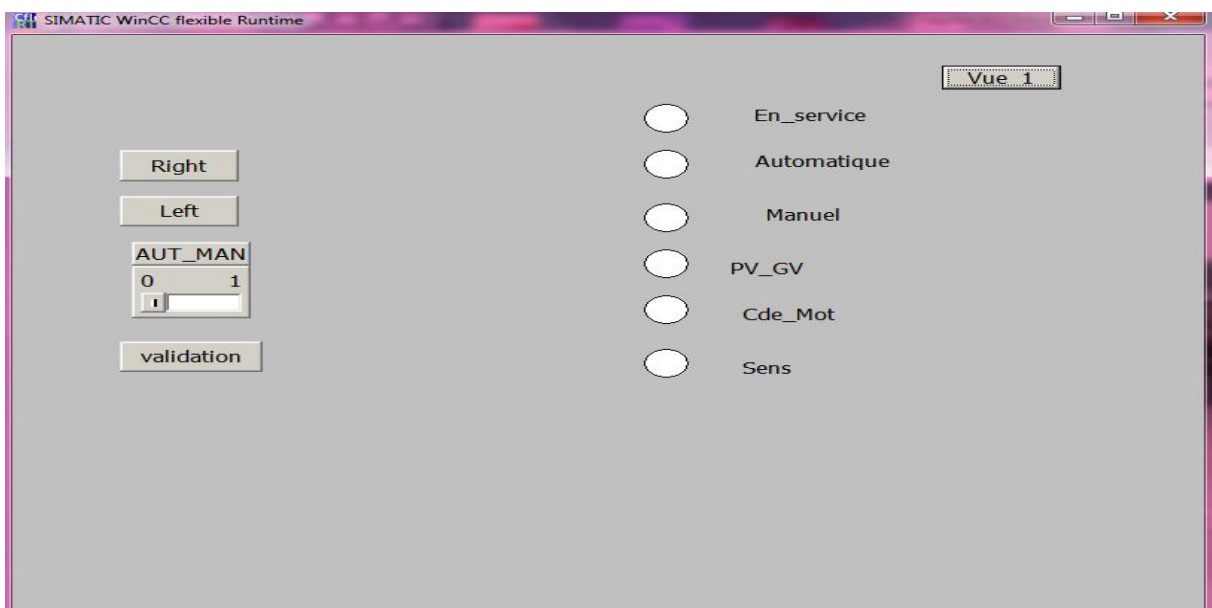 SIMATIC WinCC flexible Runtime
Vue 1
En_service
Right
Automatique
Left
Manuel
AUT_MAN
0 1
PV_GV
Cde_Mot
validation
Sens